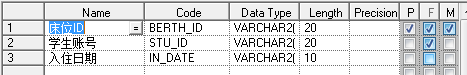 Name Code Data Type Length Precision P F M
1 床位ID = BERTH_ID VARCHAR2( 20
2 学生账号 STU_ID VARCHAR2( 20
3 入住日期 IN_DATE VARCHAR2( 10